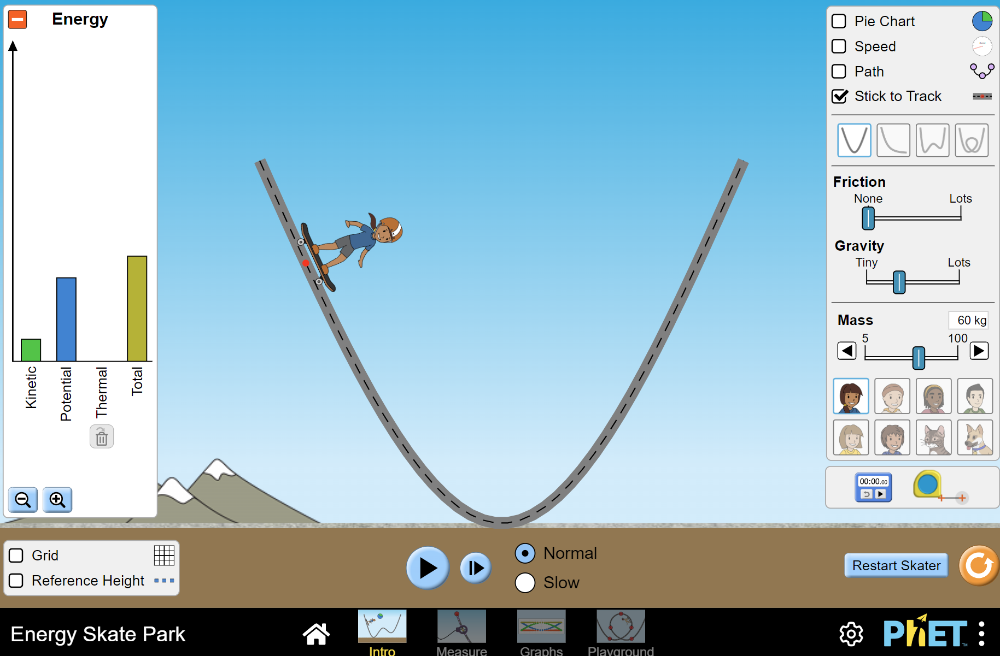 Energy
Kinetic
Potential
Thermal
Total
Pie Chart
Speed
Speed
Path
Stick to Track
Friction
None
Lots
Gravity
Tiny
Lots
Mass
60 kg
5
100
00:00.00
Grid
Reference Height
Normal
Slow
Restart Skater
Energy Skate Park
Intro
Measure
Graphs
Playground
PhET
TM